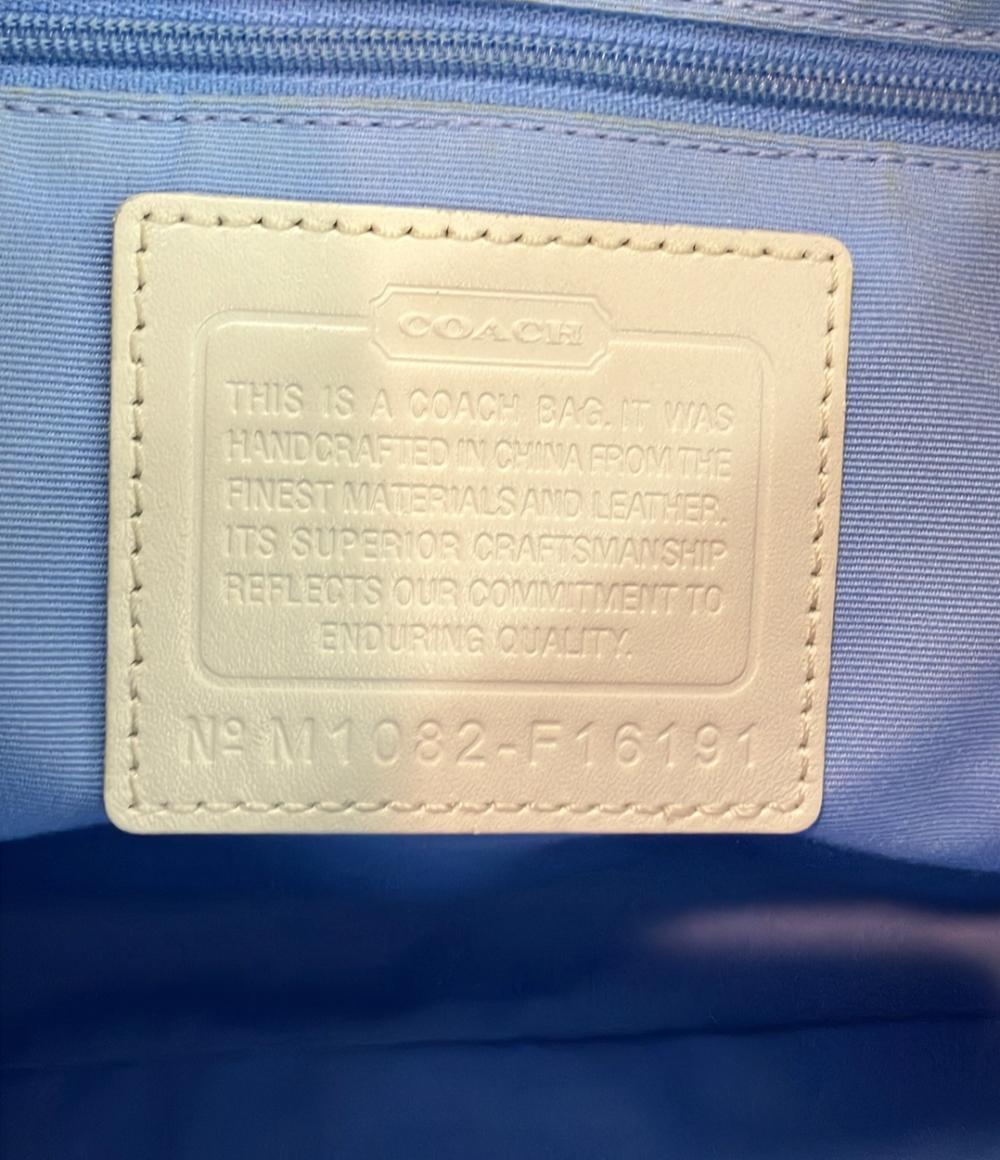 COACH
THIS IS A COACH BAG. IT WAS
HANDCRAFTED IN CHINA FROM THE
FINEST MATERIALS AND LEATHER.
ITS SUPERIOR CRAFTSMANSHIP
REFLECTS OUR COMMITMENT TO
ENDURING QUALITY.
Nº M1082-F16191